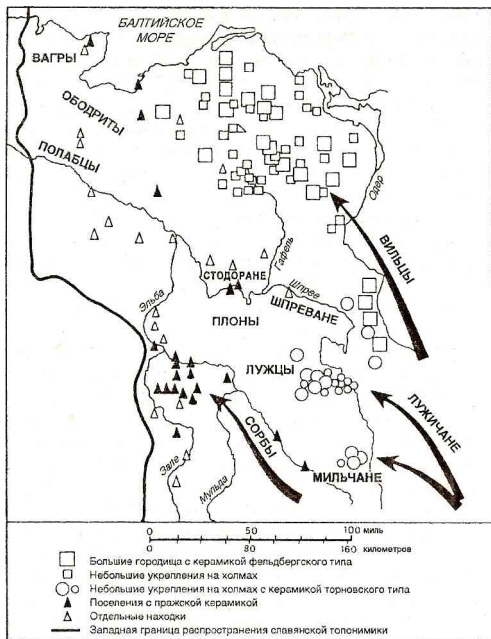 БАЛТИЙСКОЕ
МОРЕ
ВАГРЫ
ОБОДРИТЫ
ПОЛАБЦЫ
Одер
ВИЛЬЦЫ
Гафель
СТОДОРАНЕ
Эльба
Шпрее
ШПРЕВАНЕ
ПЛОНЫ
ЛУЖЦЫ
ЛУЖИЧАНЕ
СОРБЫ
МИЛЬЧАНЕ
Зале
Мульда
0 50 100 миль
0 80 160 километров
Большие городища с керамикой фельдбергского типа
Небольшие укрепления на холмах
Небольшие укрепления на холмах с керамикой торновского типа
Поселения с пражской керамикой
Отдельные находки
Западная граница распространения славянской топонимики